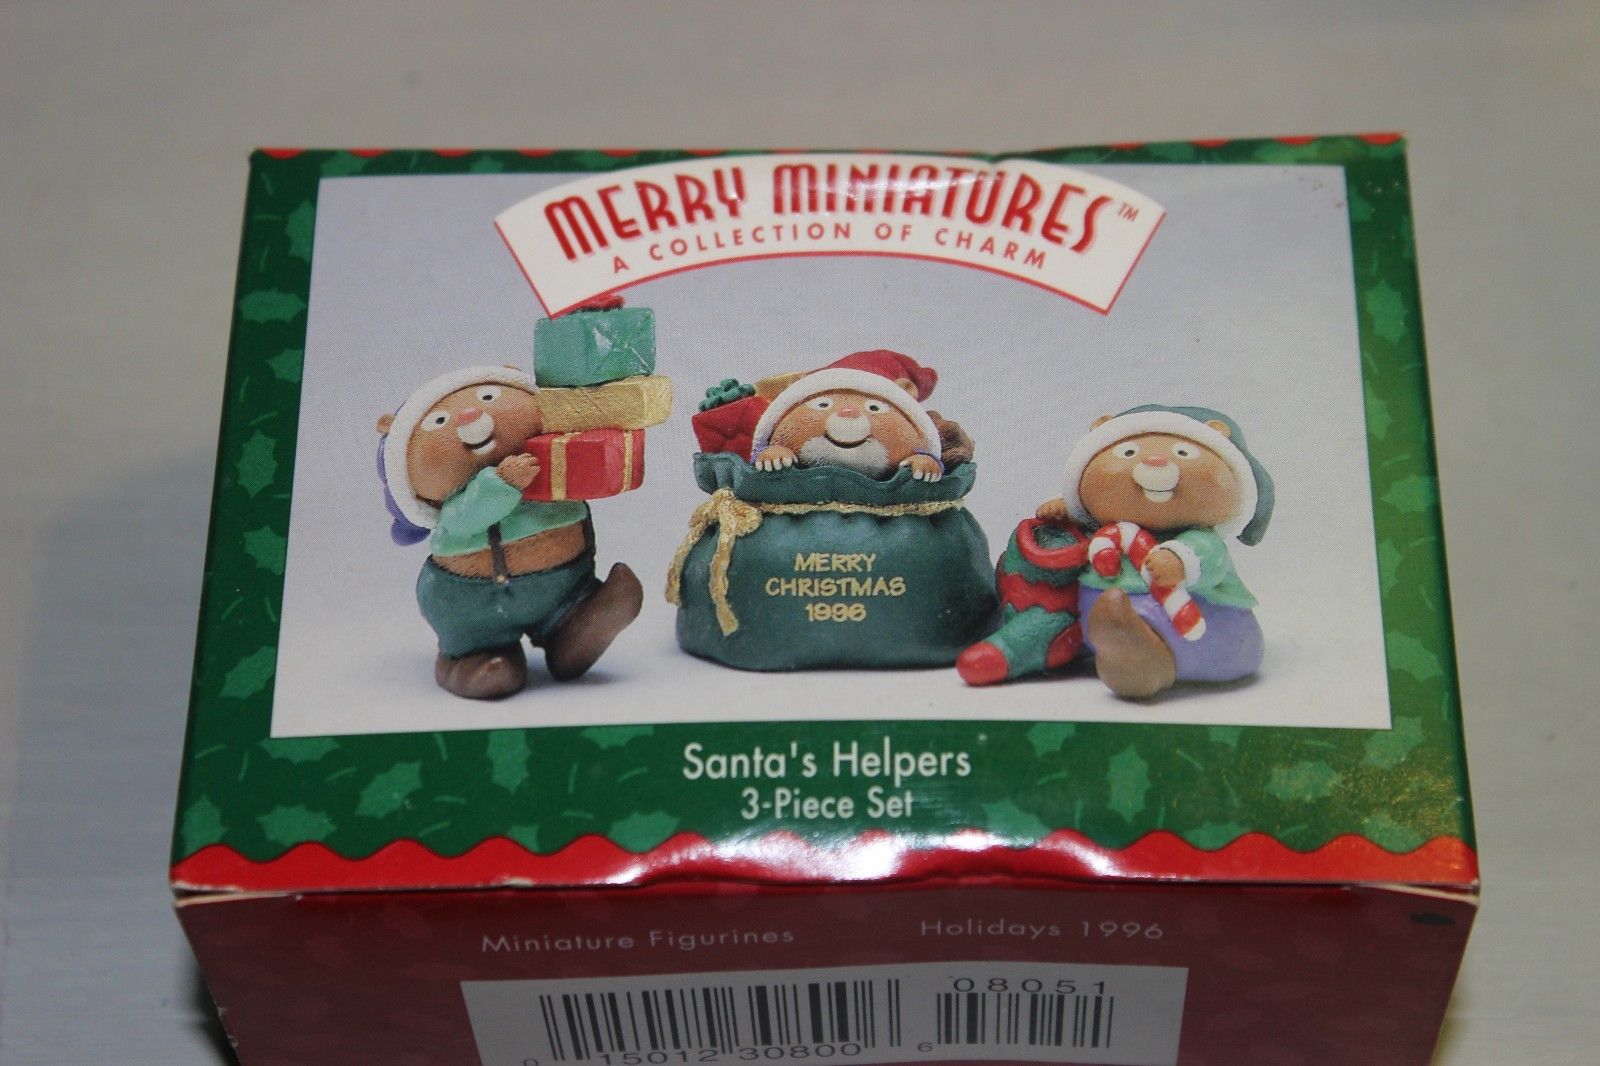 MERRY MINIATURES™
A COLLECTION OF CHARM
MERRY
CHRISTMAS
1996
Santa's Helpers
3-Piece Set
Miniature Figurines
Holidays 1996
08051
0 15012 30800 6